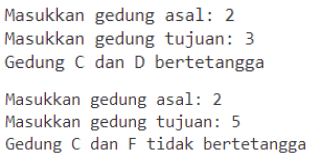 Masukkan gedung asal: 2
Masukkan gedung tujuan: 3
Gedung C dan D bertetangga
Masukkan gedung asal: 2
Masukkan gedung tujuan: 5
Gedung C dan F tidak bertetangga